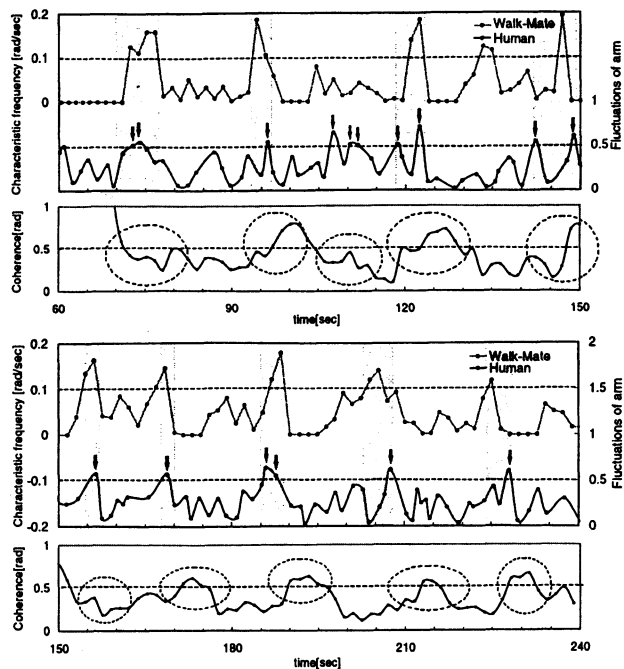 Characteristic frequency [rad/sec]
0.2
0.1
0
Walk-Mate
Human
1
0.5
0
Fluctuations of arm
Coherence[rad]
1
0.5
0
60
90
120
150
time[sec]
Characteristic frequency [rad/sec]
0.2
0.1
0
-0.1
-0.2
Walk-Mate
Human
2
1.5
1
0.5
0
Fluctuations of arm
Coherence[rad]
1
0.5
0
150
180
210
240
time[sec]